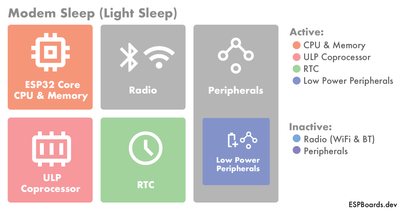 Modem Sleep (Light Sleep)
ESP32 Core
CPU & Memory
Radio
Peripherals
ULP
Coprocessor
RTC
Low Power
Peripherals
Active:
CPU & Memory
ULP Coprocessor
RTC
Low Power Peripherals
Inactive:
Radio (WiFi & BT)
Peripherals
ESPBoards.dev